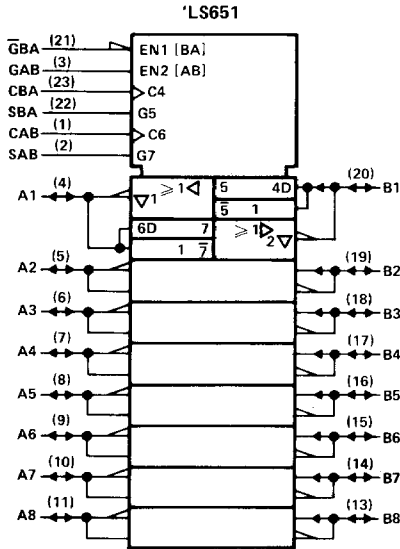 'LS651
G̅BA (21) EN1 [BA]
GAB (3) EN2 [AB]
CBA (23) C4
SBA (22) G5
CAB (1) C6
SAB (2) G7
A1 (4) ▽1 ≥1◁ 5 4D (20) B1
5̅ 1
6D 7 ≥1▷
1 7̅ 2▽
A2 (5) (19) B2
A3 (6) (18) B3
A4 (7) (17) B4
A5 (8) (16) B5
A6 (9) (15) B6
A7 (10) (14) B7
A8 (11) (13) B8